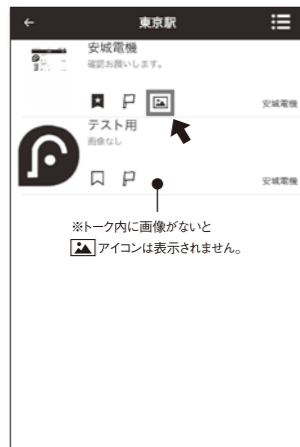 東京駅
安城電機
確認お願いします。
安城電機
テスト用
画像なし
安城電機
※トーク内に画像がないと
アイコンは表示されません。